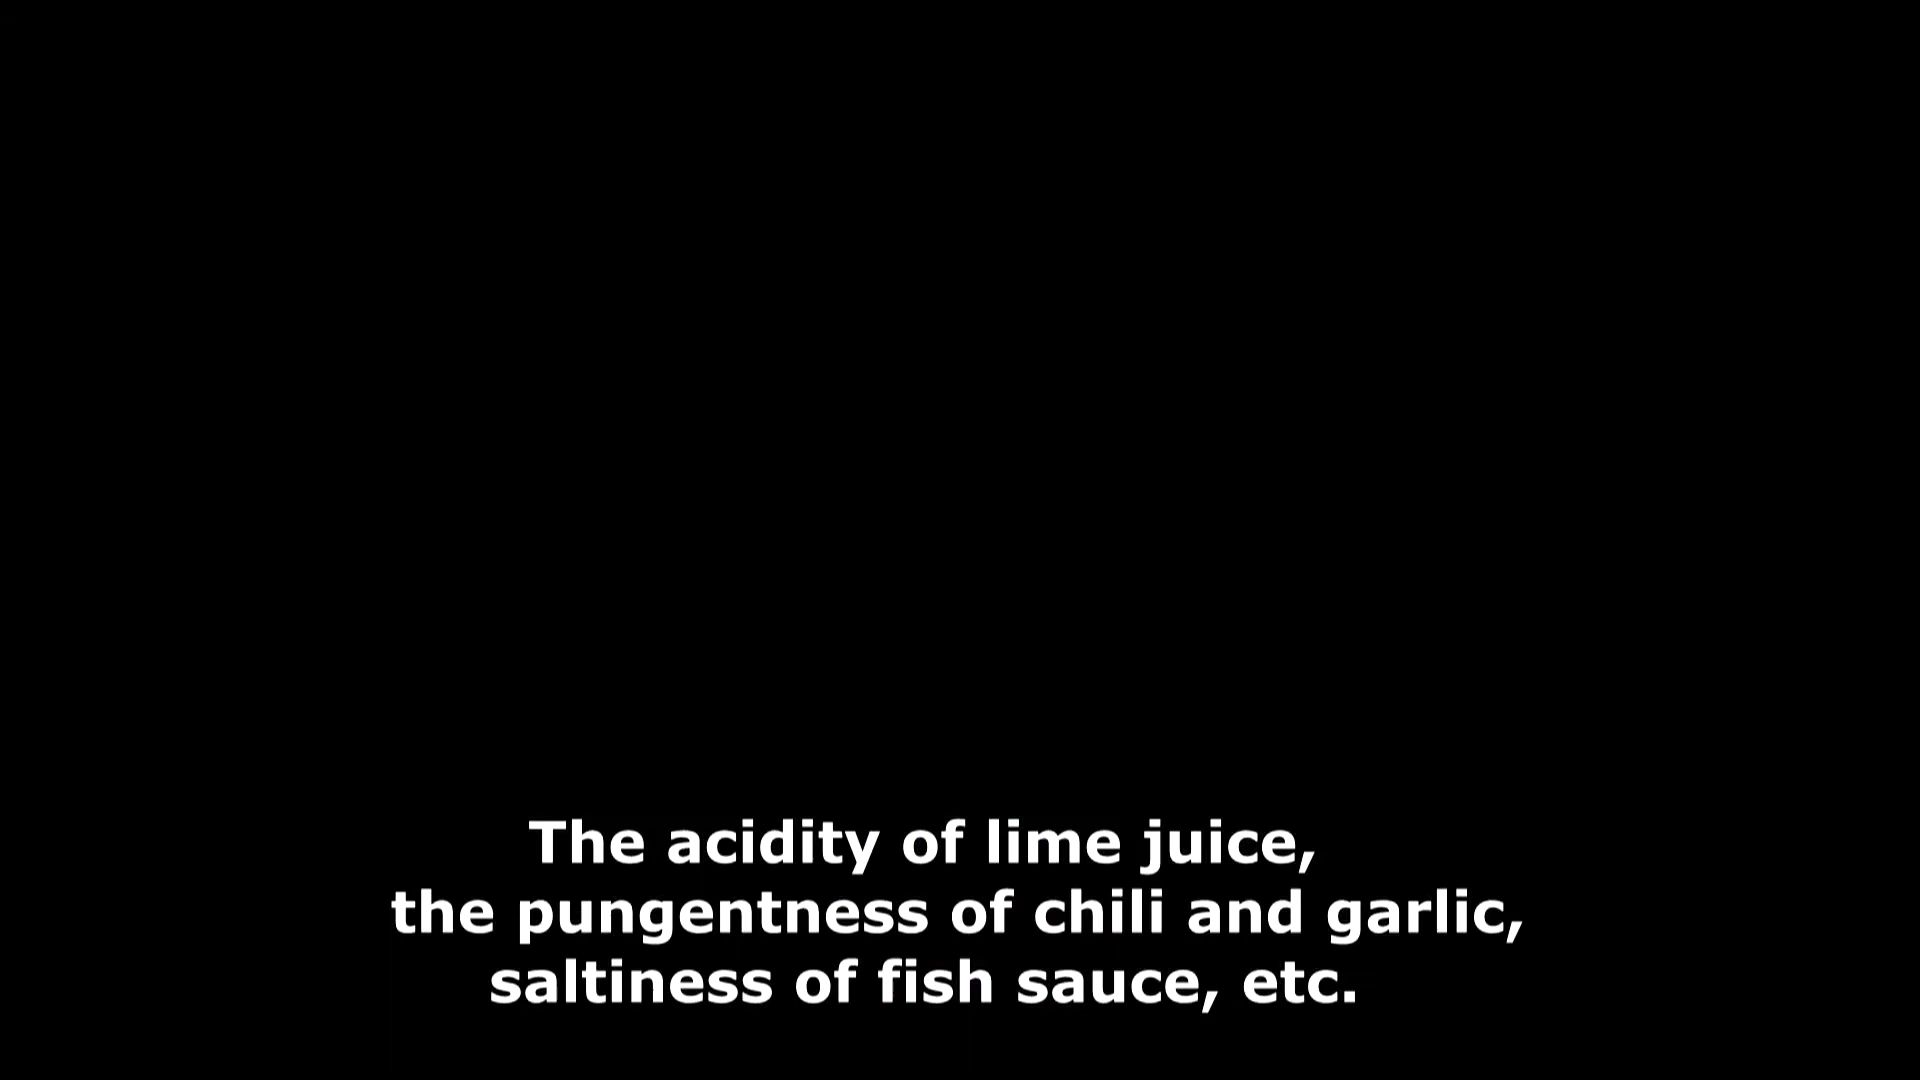 The acidity of lime juice,
the pungentness of chili and garlic,
saltiness of fish sauce, etc.